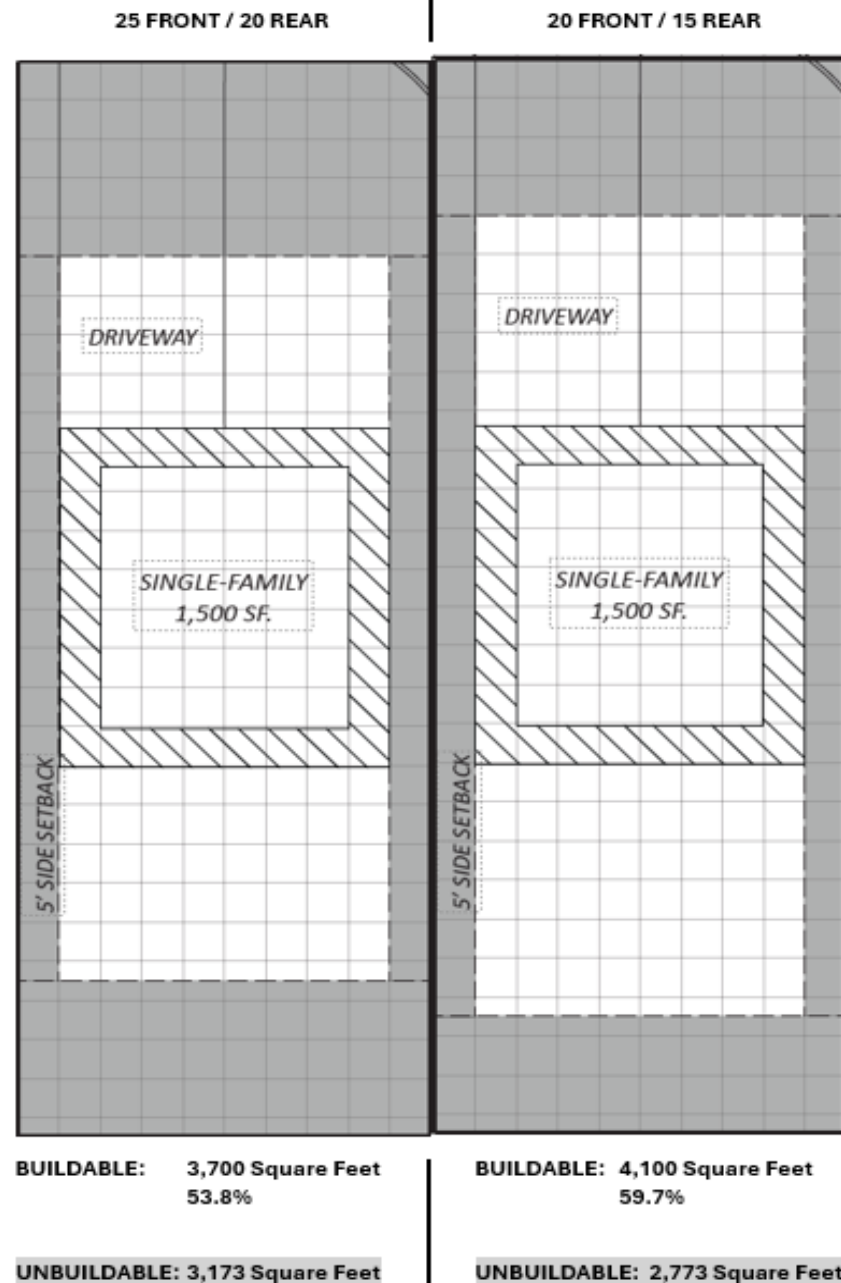 25 FRONT / 20 REAR
DRIVEWAY
SINGLE-FAMILY
1,500 SF.
5' SIDE SETBACK
BUILDABLE: 3,700 Square Feet
53.8%
UNBUILDABLE: 3,173 Square Feet
20 FRONT / 15 REAR
DRIVEWAY
SINGLE-FAMILY
1,500 SF.
5' SIDE SETBACK
BUILDABLE: 4,100 Square Feet
59.7%
UNBUILDABLE: 2,773 Square Feet